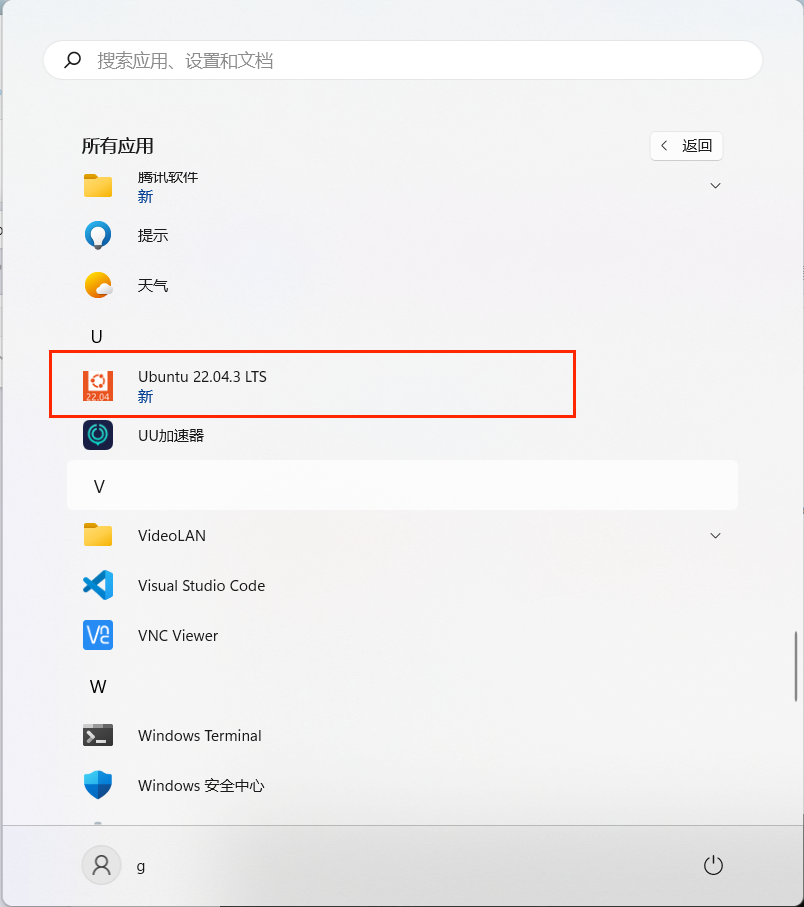 搜索应用、设置和文档
所有应用
返回
腾讯软件
新
提示
天气
U
22.04
Ubuntu 22.04.3 LTS
新
UU加速器
V
VideoLAN
Visual Studio Code
VNC Viewer
W
Windows Terminal
Windows 安全中心
g